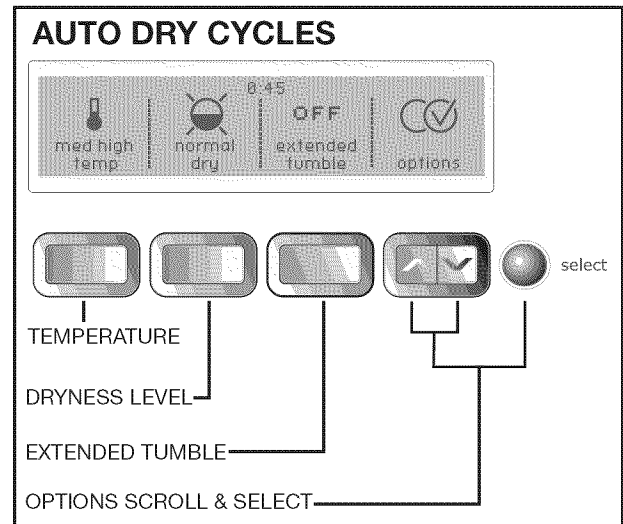 AUTO DRY CYCLES
0:45
OFF
med high temp
normal dry
extended tumble
options
select
TEMPERATURE
DRYNESS LEVEL
EXTENDED TUMBLE
OPTIONS SCROLL & SELECT